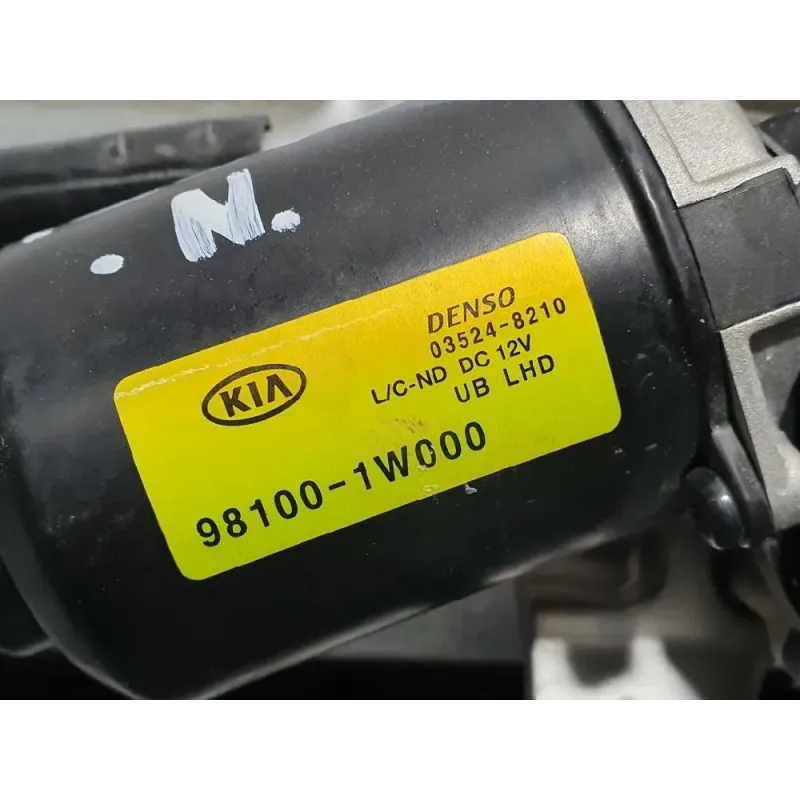 .N.
DENSO
03524-8210
L/C-ND DC 12V
UB LHD
KIA
98100-1W000